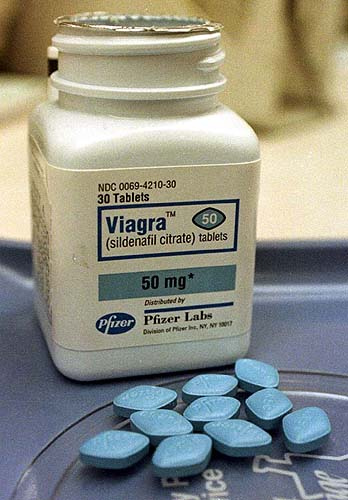 NDC 0069-4210-30
30 Tablets
Viagra™ 50
(sildenafil citrate) tablets
50 mg*
Distributed by
Pfizer Pfizer Labs
Division of Pfizer Inc, NY, NY 10017